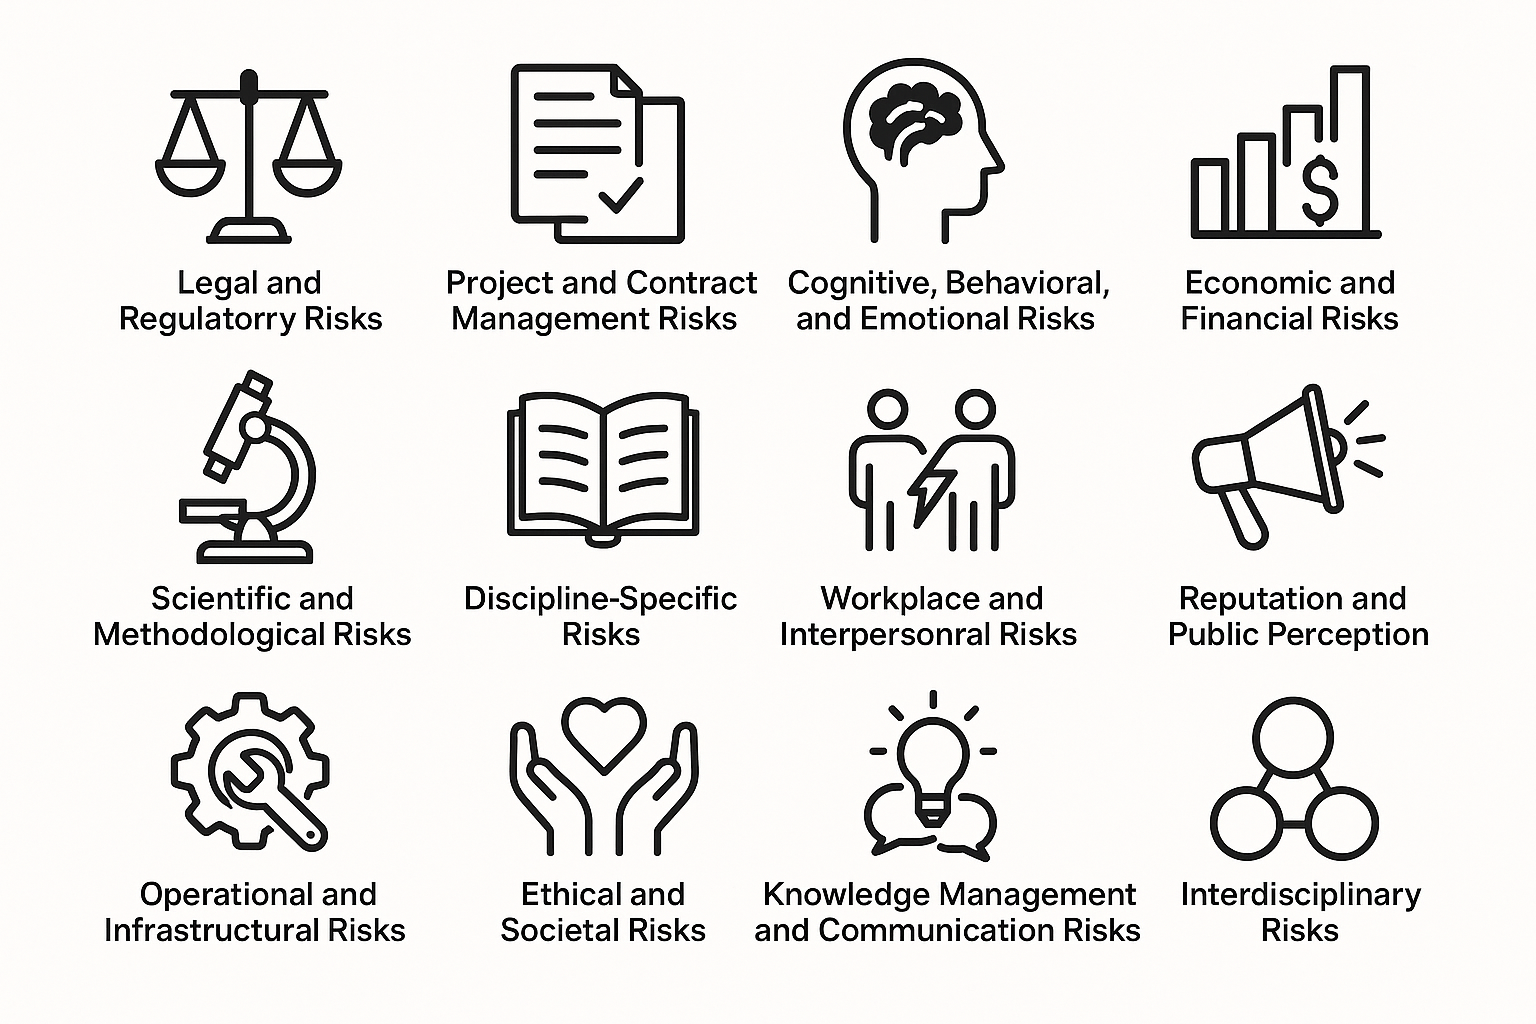 Legal and
Regulatorry Risks
Project and Contract
Management Risks
Cognitive, Behavioral,
and Emotional Risks
Economic and
Financial Risks
$
Scientific and
Methodological Risks
Discipline-Specific
Risks
Workplace and
Interpersonral Risks
Reputation and
Public Perception
Operational and
Infrastructural Risks
Ethical and
Societal Risks
Knowledge Management
and Communication Risks
Interdisciplinary
Risks